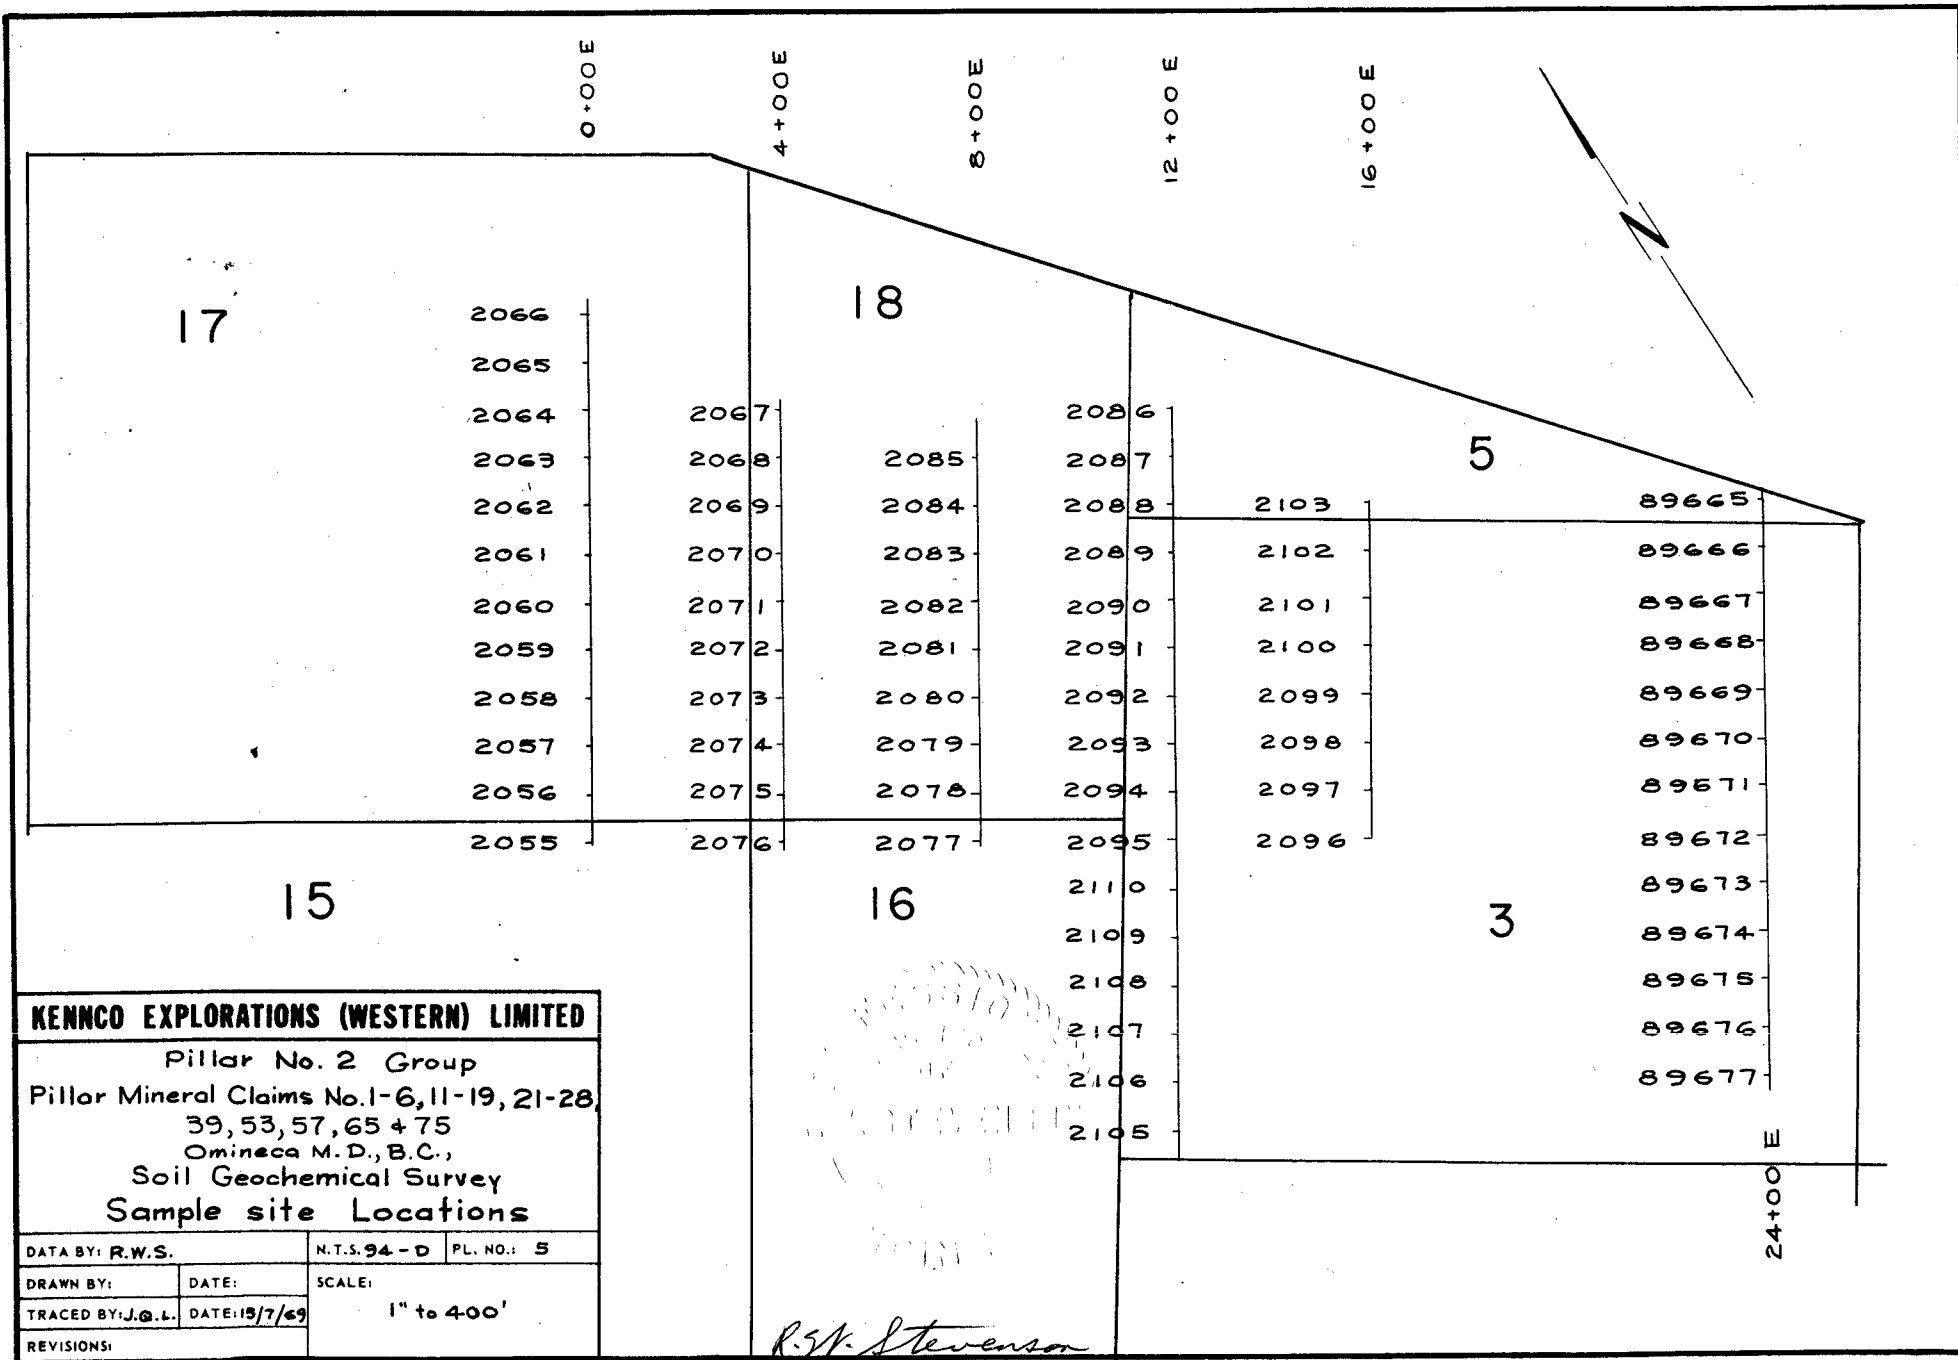 0+00E
4+00E
8+00E
12+00E
16+00E
N
17
18
5
2066
2065
2064 2067 2086
2063 2068 2085 2087
2062 2069 2084 2088 2103 89665
2061 2070 2083 2089 2102 89666
2060 2071 2082 2090 2101 89667
2059 2072 2081 2091 2100 89668
2058 2073 2080 2092 2099 89669
2057 2074 2079 2093 2098 89670
2056 2075 2078 2094 2097 89671
2055 2076 2077 2095 2096 89672
2110 89673
15
16
3
2109 89674
2108 89675
2107 89676
2106 89677
2105
24+00E
KENNCO EXPLORATIONS (WESTERN) LIMITED
Pillar No. 2 Group
Pillar Mineral Claims No. 1-6, 11-19, 21-28,
39, 53, 57, 65 & 75
Omineca M.D., B.C.,
Soil Geochemical Survey
Sample site Locations
DATA BY: R.W.S. N.T.S. 94-D PL. NO.: 5
DRAWN BY: DATE: SCALE:
TRACED BY: J.Q.L. DATE: 15/7/69 1" to 400'
REVISIONS:
R.W. Stevenson